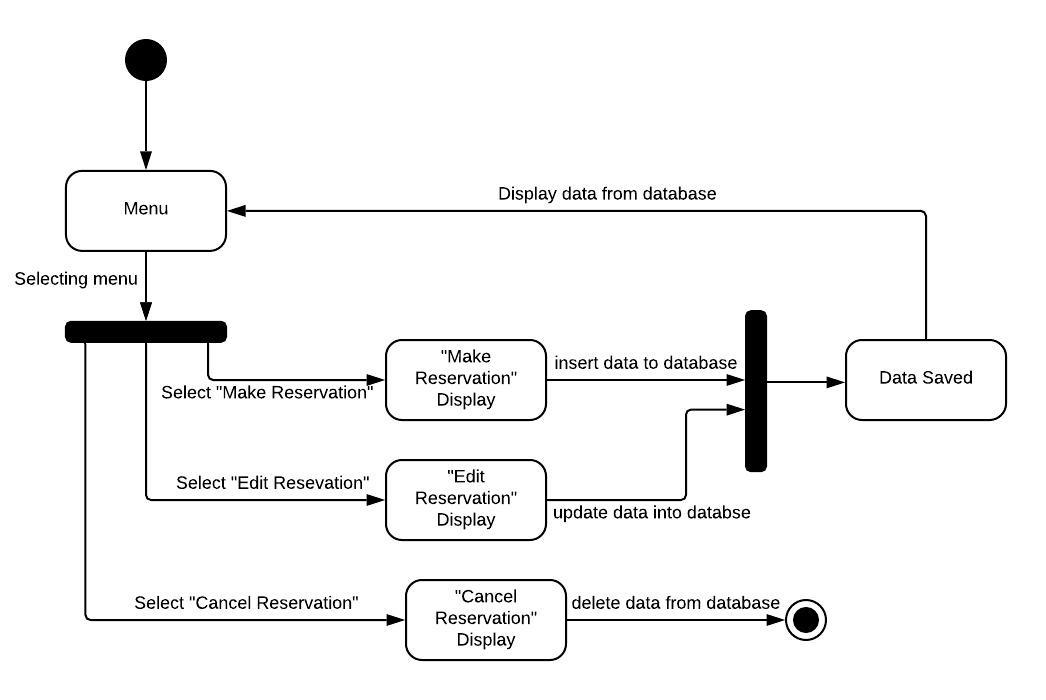 Menu
Display data from database
Selecting menu
"Make
Reservation"
Display
insert data to database
Data Saved
Select "Make Reservation"
Select "Edit Resevation"
"Edit
Reservation"
Display
update data into databse
Select "Cancel Reservation"
"Cancel
Reservation"
Display
delete data from database